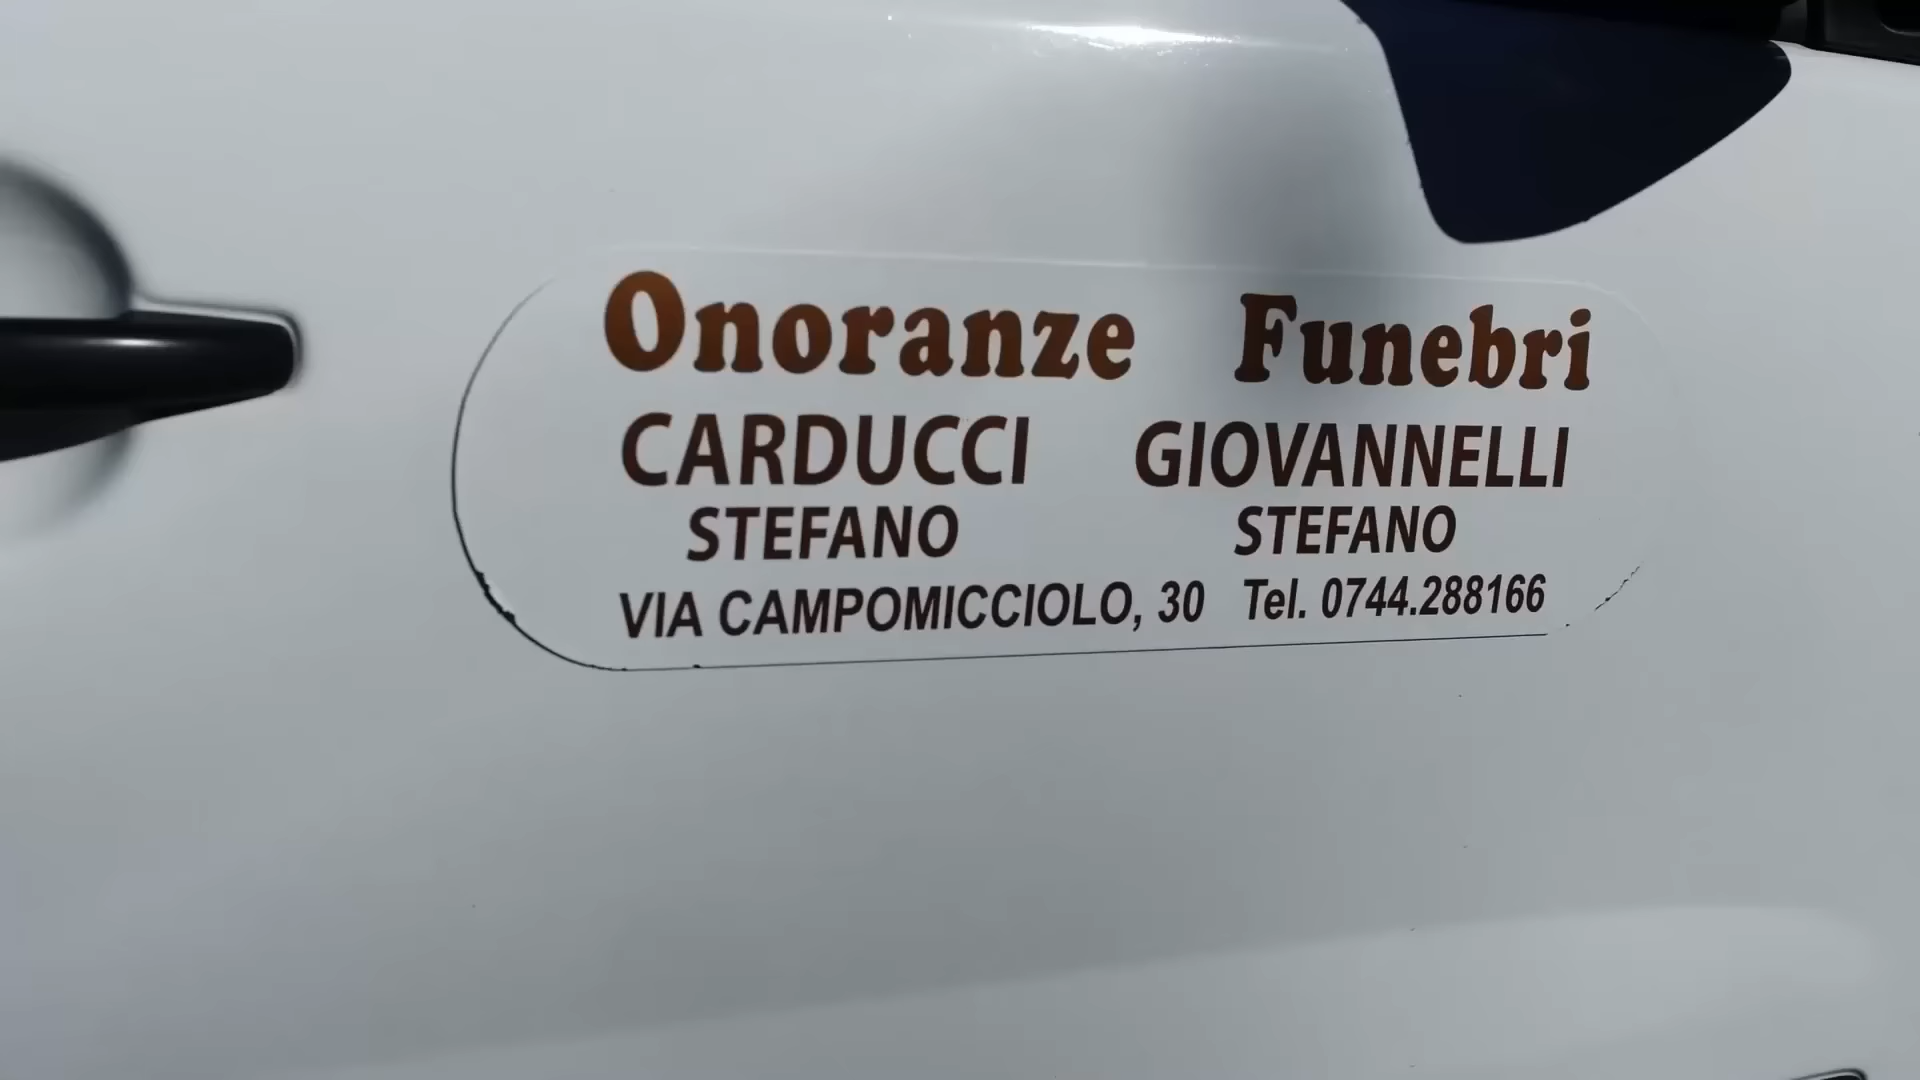 Onoranze Funebri
CARDUCCI GIOVANNELLI
STEFANO STEFANO
VIA CAMPOMICCIOLO, 30 Tel. 0744.288166